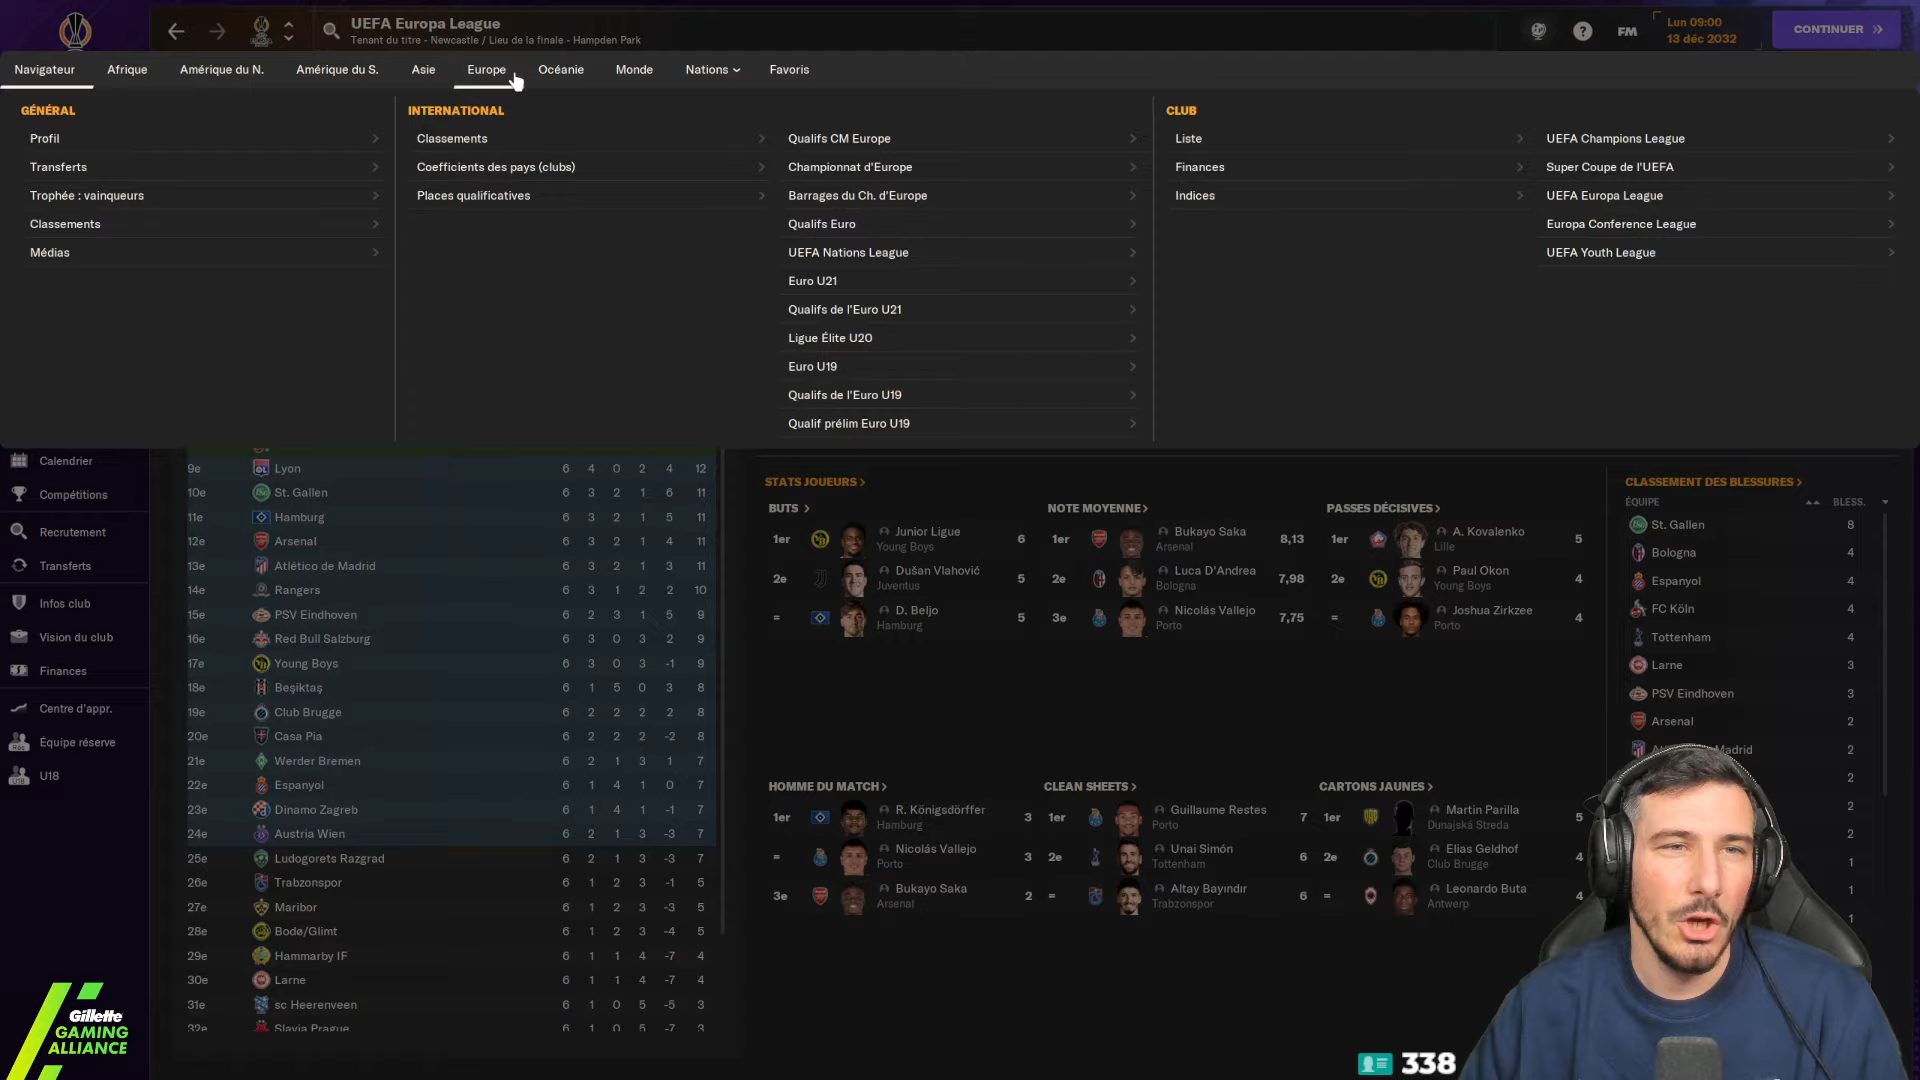 UEFA Europa League
Tenant du titre - Newcastle / Lieu de la finale - Hampden Park
FM
Lun 09:00
13 déc 2032
CONTINUER
Navigateur Afrique Amérique du N. Amérique du S. Asie Europe Océanie Monde Nations Favoris
GÉNÉRAL
Profil
Transferts
Trophée : vainqueurs
Classements
Médias
INTERNATIONAL
Classements
Coefficients des pays (clubs)
Places qualificatives
Qualifs CM Europe
Championnat d'Europe
Barrages du Ch. d'Europe
Qualifs Euro
UEFA Nations League
Euro U21
Qualifs de l'Euro U21
Ligue Élite U20
Euro U19
Qualifs de l'Euro U19
Qualif prélim Euro U19
CLUB
Liste
Finances
Indices
UEFA Champions League
Super Coupe de l'UEFA
UEFA Europa League
Europa Conference League
UEFA Youth League
Calendrier
Compétitions
Recrutement
Transferts
Infos club
Vision du club
Finances
Centre d'appr.
Équipe réserve
U18
9e Lyon 6 4 0 2 4 12
10e St. Gallen 6 3 2 1 6 11
11e Hamburg 6 3 2 1 5 11
12e Arsenal 6 3 2 1 4 11
13e Atlético de Madrid 6 3 2 1 3 11
14e Rangers 6 3 1 2 2 10
15e PSV Eindhoven 6 2 3 1 5 9
16e Red Bull Salzburg 6 3 0 3 2 9
17e Young Boys 6 3 0 3 -1 9
18e Beşiktaş 6 1 5 0 3 8
19e Club Brugge 6 2 2 2 2 8
20e Casa Pia 6 2 2 2 -2 8
21e Werder Bremen 6 2 1 3 1 7
22e Espanyol 6 1 4 1 0 7
23e Dinamo Zagreb 6 1 4 1 -1 7
24e Austria Wien 6 2 1 3 -3 7
25e Ludogorets Razgrad 6 2 1 3 -3 7
26e Trabzonspor 6 1 2 3 -1 5
27e Maribor 6 1 2 3 -3 5
28e Bodø/Glimt 6 1 2 3 -4 5
29e Hammarby IF 6 1 1 4 -7 4
30e Larne 6 1 1 4 -7 4
31e sc Heerenveen 6 1 0 5 -5 3
32e Slavia Prague 6 1 0 5 -7 3
STATS JOUEURS
BUTS
1er Junior Ligue 6
Young Boys
2e Dušan Vlahović 5
Juventus
= D. Beljo 5
Hamburg
NOTE MOYENNE
1er Bukayo Saka 8,13
Arsenal
2e Luca D'Andrea 7,98
Bologna
3e Nicolás Vallejo 7,75
Porto
PASSES DÉCISIVES
1er A. Kovalenko 5
Lille
2e Paul Okon 4
Young Boys
= Joshua Zirkzee 4
Porto
HOMME DU MATCH
1er R. Königsdörffer 3
Hamburg
= Nicolás Vallejo 3
Porto
3e Bukayo Saka 2
Arsenal
CLEAN SHEETS
1er Guillaume Restes 7
Porto
2e Unai Simón 6
Tottenham
= Altay Bayındır 6
Trabzonspor
CARTONS JAUNES
1er Martin Parilla 5
Dunajská Streda
2e Elias Geldhof 4
Club Brugge
= Leonardo Buta 4
Antwerp
CLASSEMENT DES BLESSURES
ÉQUIPE BLESS.
St. Gallen 8
Bologna 4
Espanyol 4
FC Köln 4
Tottenham 4
Larne 3
PSV Eindhoven 3
Arsenal 2
Madrid 2
2
2
2
1
1
1
Gillette
GAMING
ALLIANCE
338